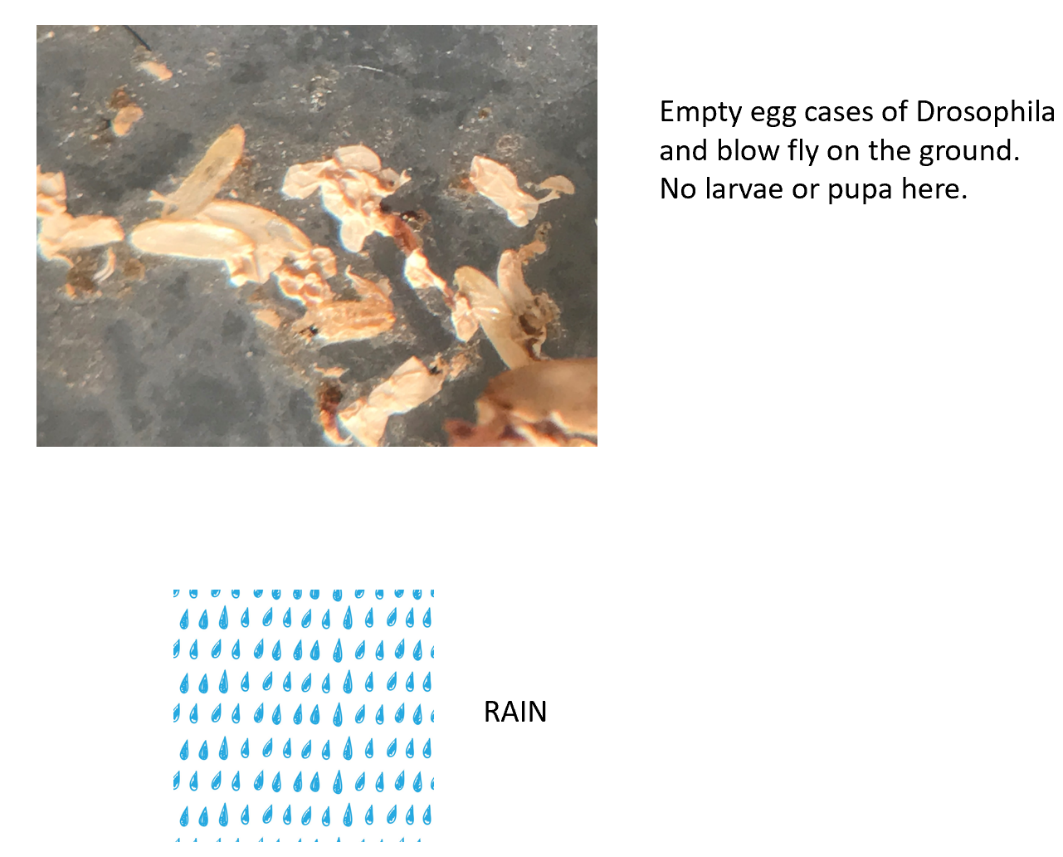 Empty egg cases of Drosophila
and blow fly on the ground.
No larvae or pupa here.
RAIN